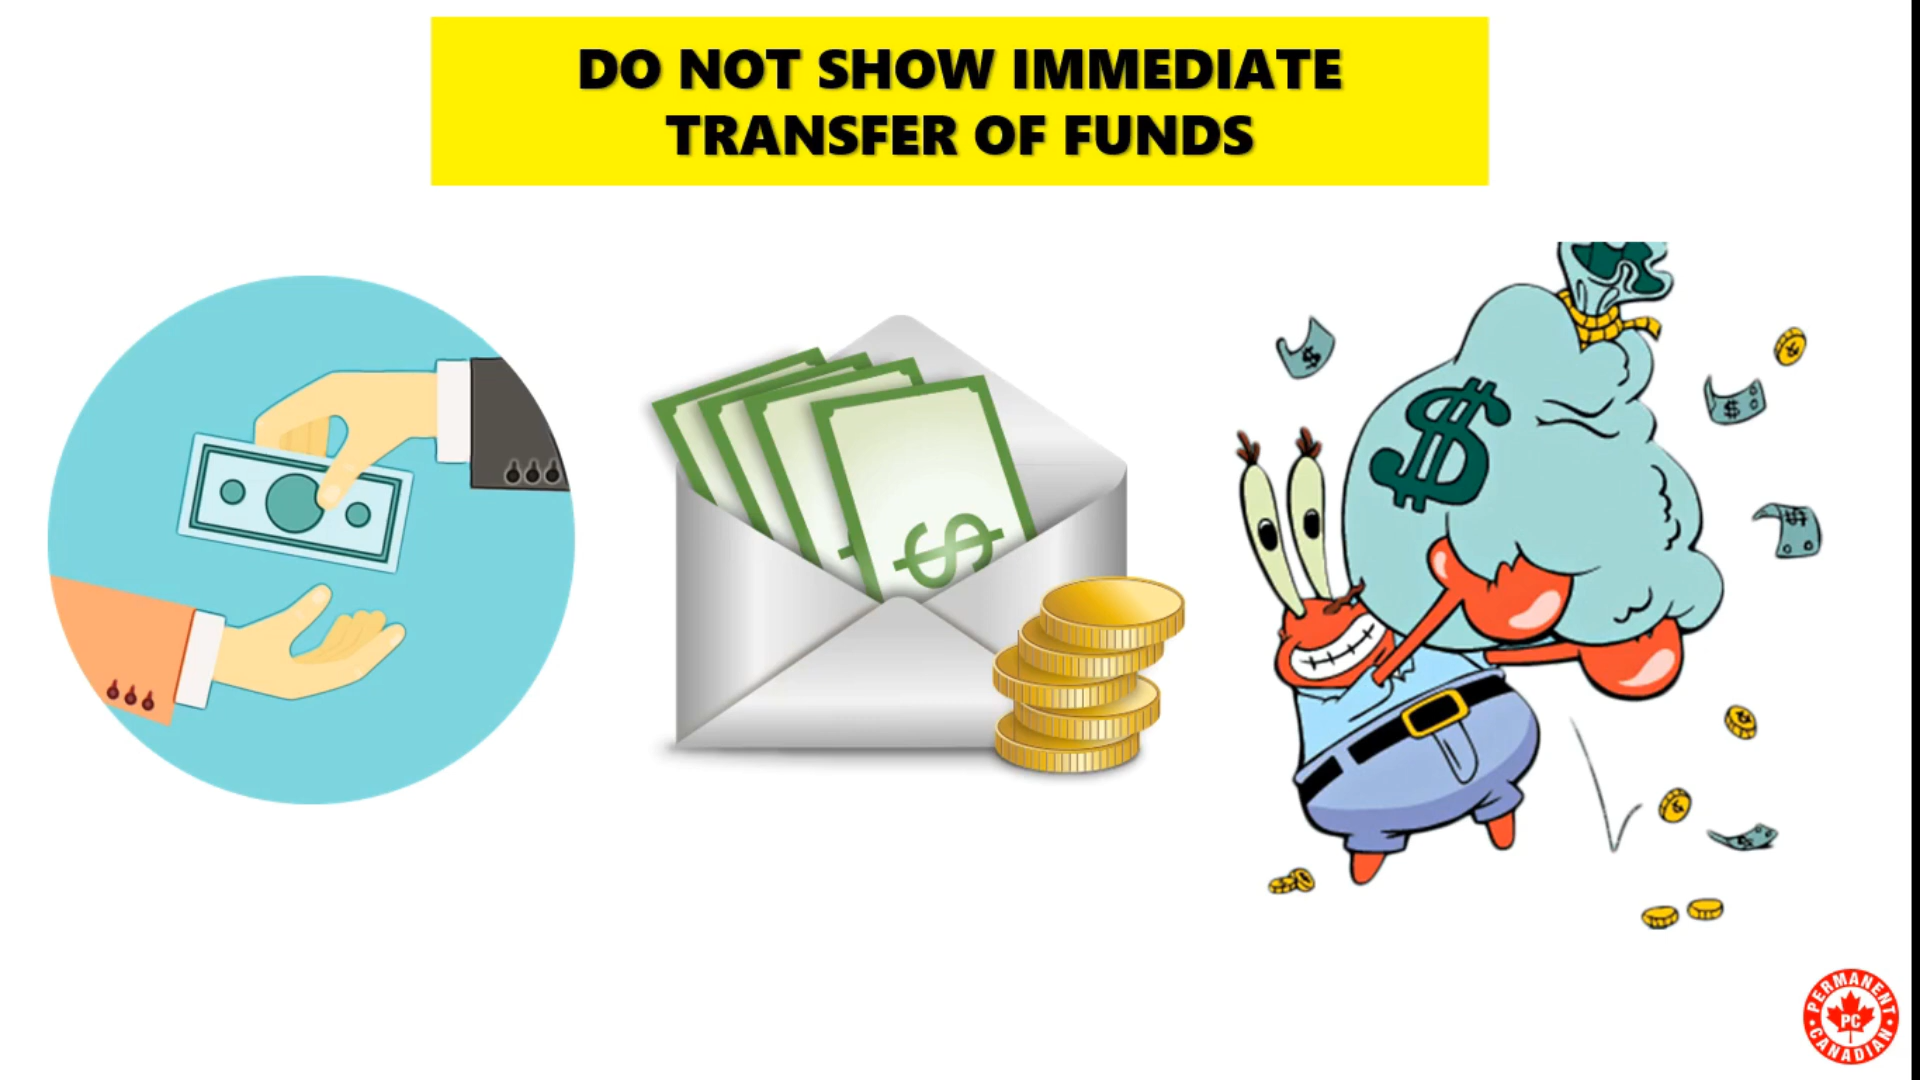 DO NOT SHOW IMMEDIATE
TRANSFER OF FUNDS
$
$
$
$
$
PERMANENT
PC
CANADIAN